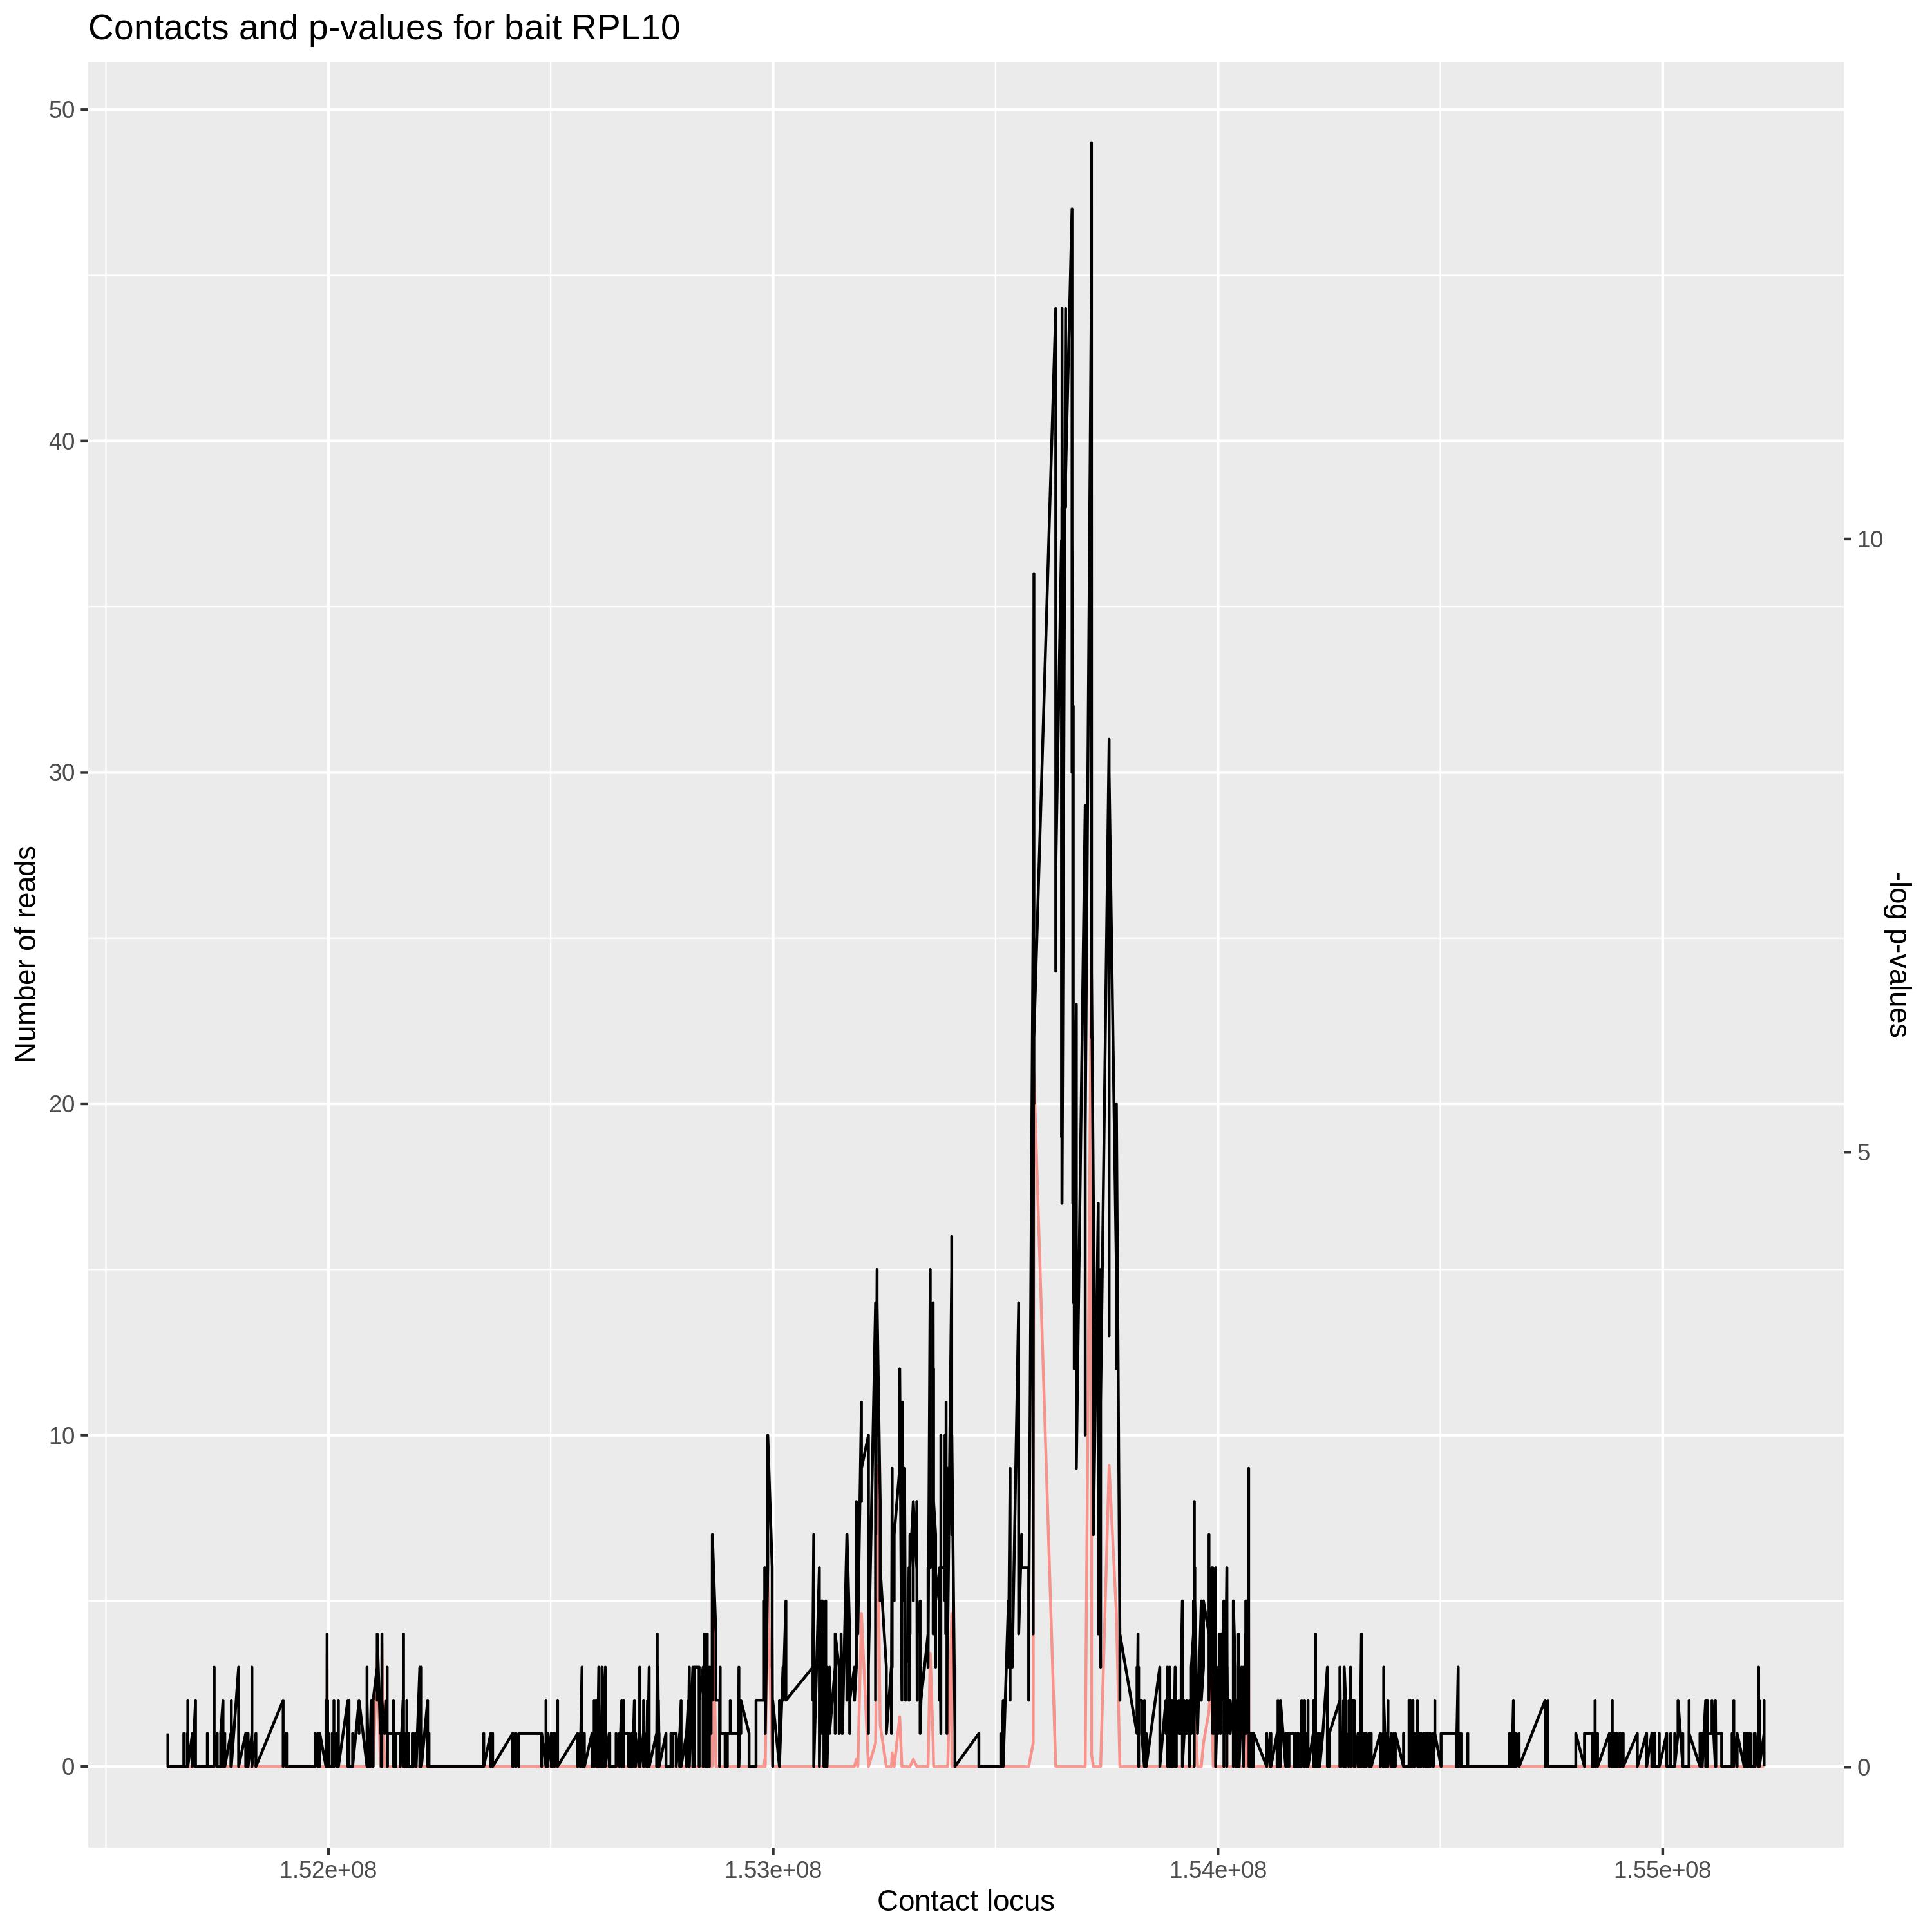 Contacts and p-values for bait RPL10
50
40
30
20
10
0
Number of reads
10
5
0
-log p-values
1.52e+08 1.53e+08 1.54e+08 1.55e+08
Contact locus